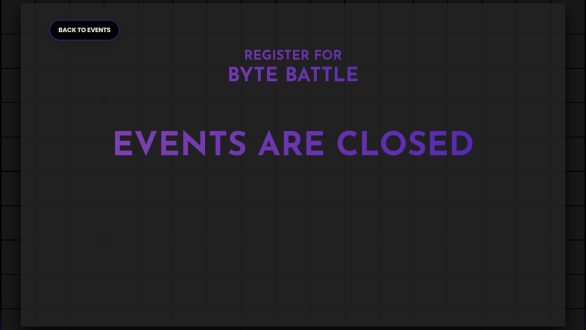 BACK TO EVENTS
REGISTER FOR
BYTE BATTLE
EVENTS ARE CLOSED